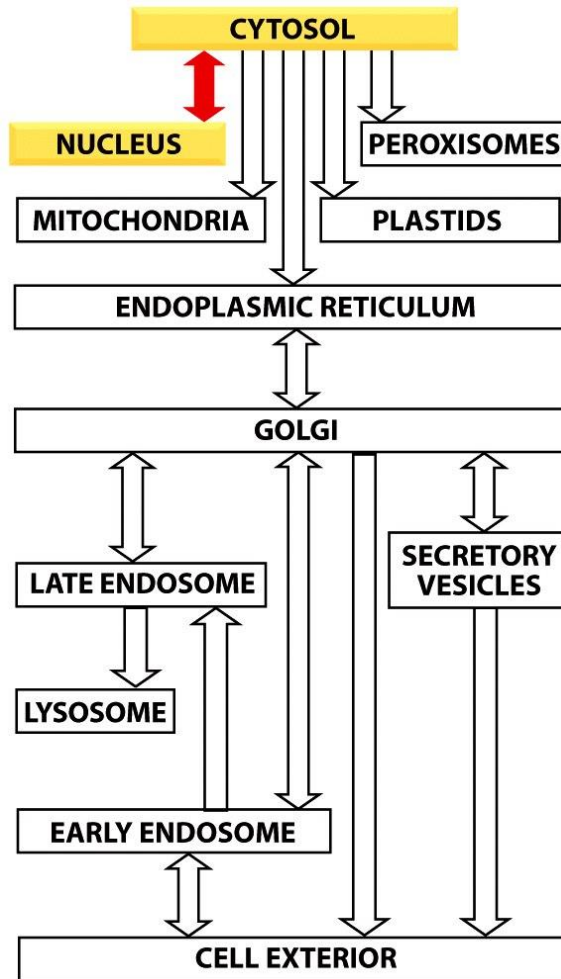 CYTOSOL
NUCLEUS
PEROXISOMES
MITOCHONDRIA
PLASTIDS
ENDOPLASMIC RETICULUM
GOLGI
LATE ENDOSOME
SECRETORY
VESICLES
LYSOSOME
EARLY ENDOSOME
CELL EXTERIOR